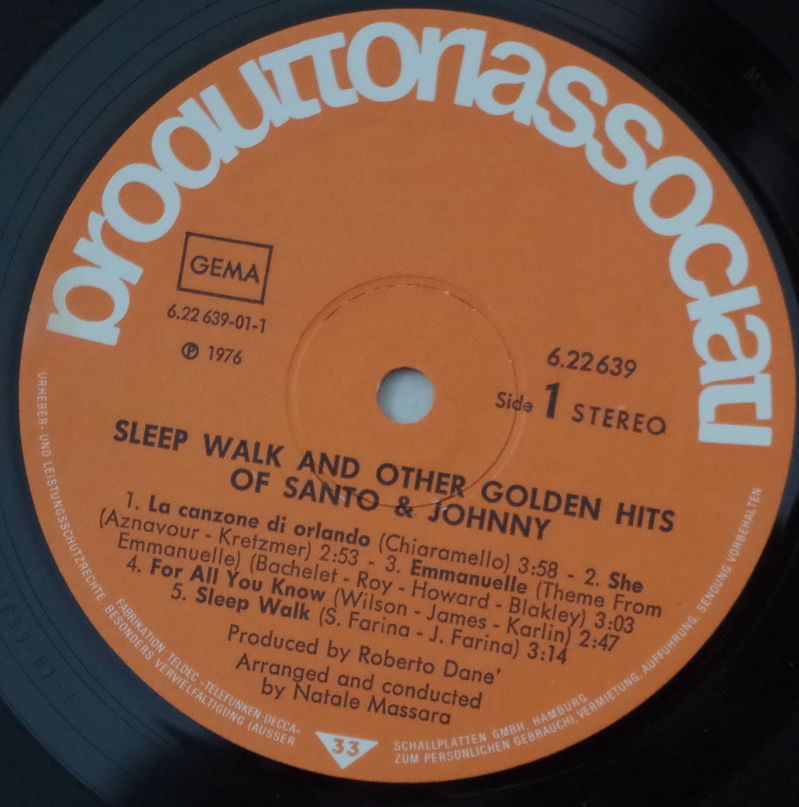 produttoriassociati
GEMA
6.22 639-01-1
℗ 1976
6.22639
Side 1 STEREO
SLEEP WALK AND OTHER GOLDEN HITS
OF SANTO & JOHNNY
1. La canzone di orlando (Chiaramello) 3:58 - 2. She
(Aznavour - Kretzmer) 2:53 - 3. Emmanuelle (Theme From
Emmanuelle) (Bachelet - Roy - Howard - Blakley) 3:03
4. For All You Know (Wilson - James - Karlin) 2:47
5. Sleep Walk (S. Farina - J. Farina) 3:14
Produced by Roberto Dane'
Arranged and conducted
by Natale Massara
URHEBER- UND LEISTUNGSSCHUTZRECHTE
FABRIKATION: TELDEC „TELEFUNKEN-DECCA-
BESONDERS VERVIELFÄLTIGUNG (AUSSER
33
SCHALLPLATTEN GMBH, HAMBURG
ZUM PERSÖNLICHEN GEBRAUCH), VERMIETUNG, AUFFÜHRUNG, SENDUNG VORBEHALTEN